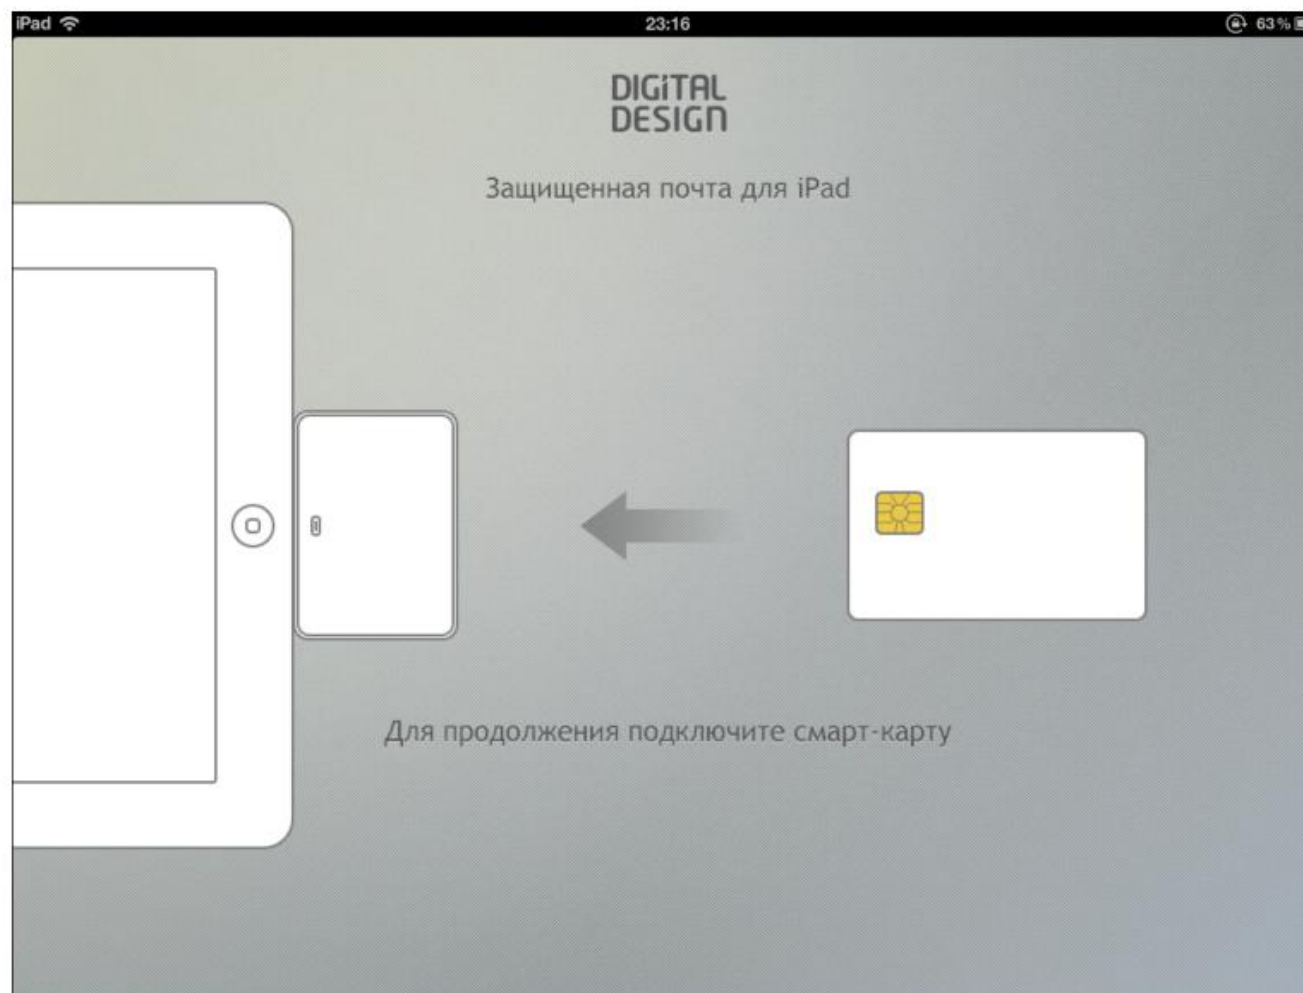 iPad
23:16
63%
DIGITAL
DESIGN
Защищенная почта для iPad
Для продолжения подключите смарт-карту